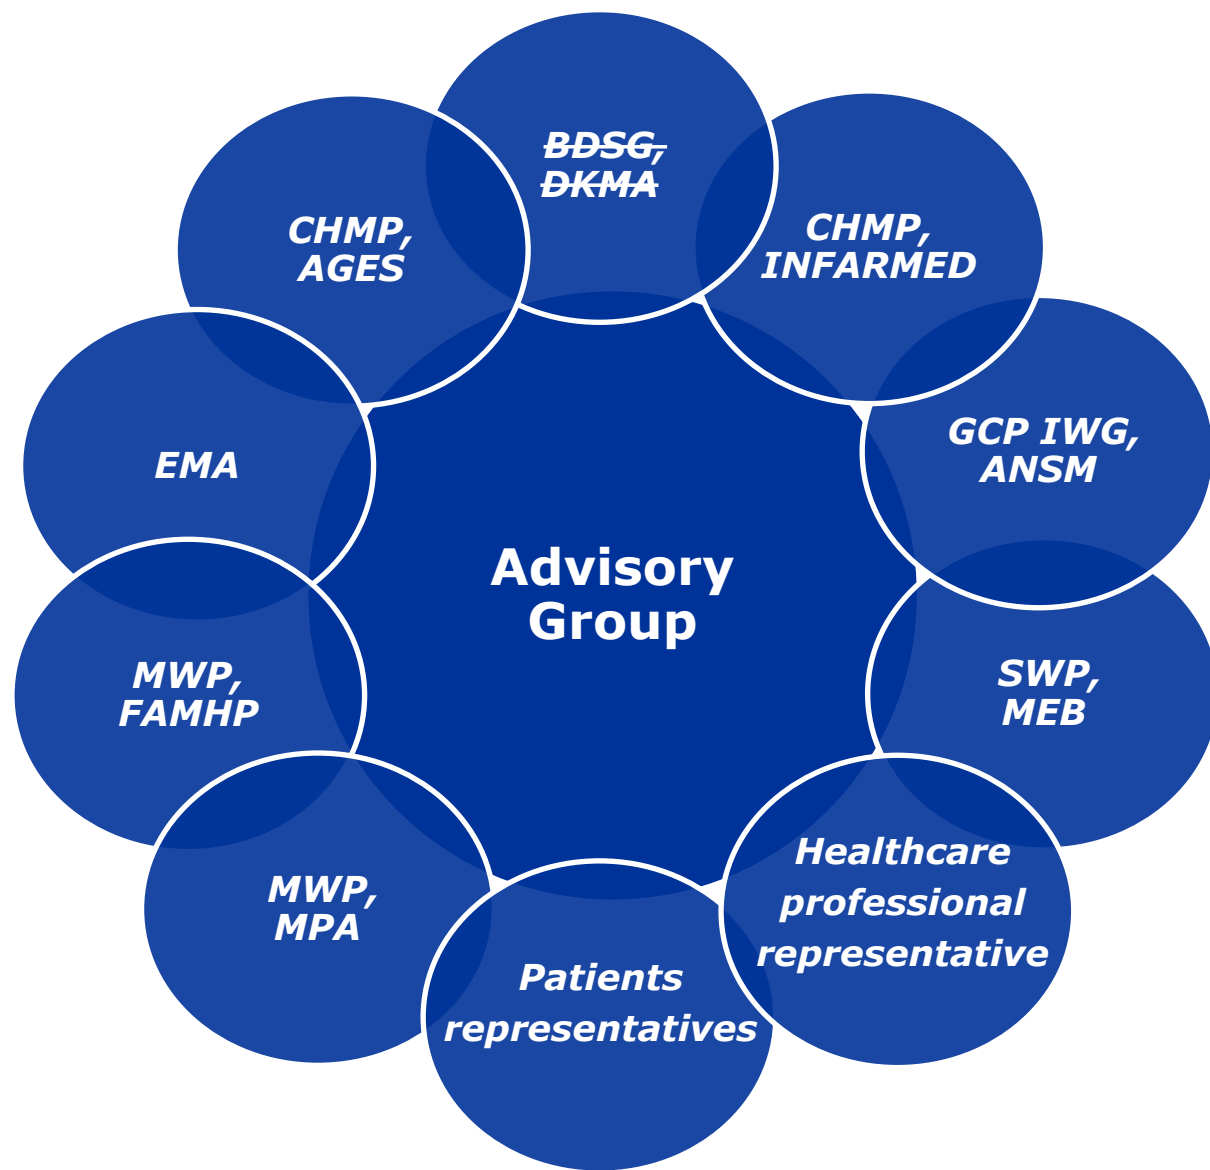 BDSG,
DKMA
CHMP,
INFARMED
GCP IWG,
ANSM
SWP,
MEB
Healthcare
professional
representative
Patients
representatives
MWP,
MPA
MWP,
FAMHP
EMA
CHMP,
AGES
Advisory
Group